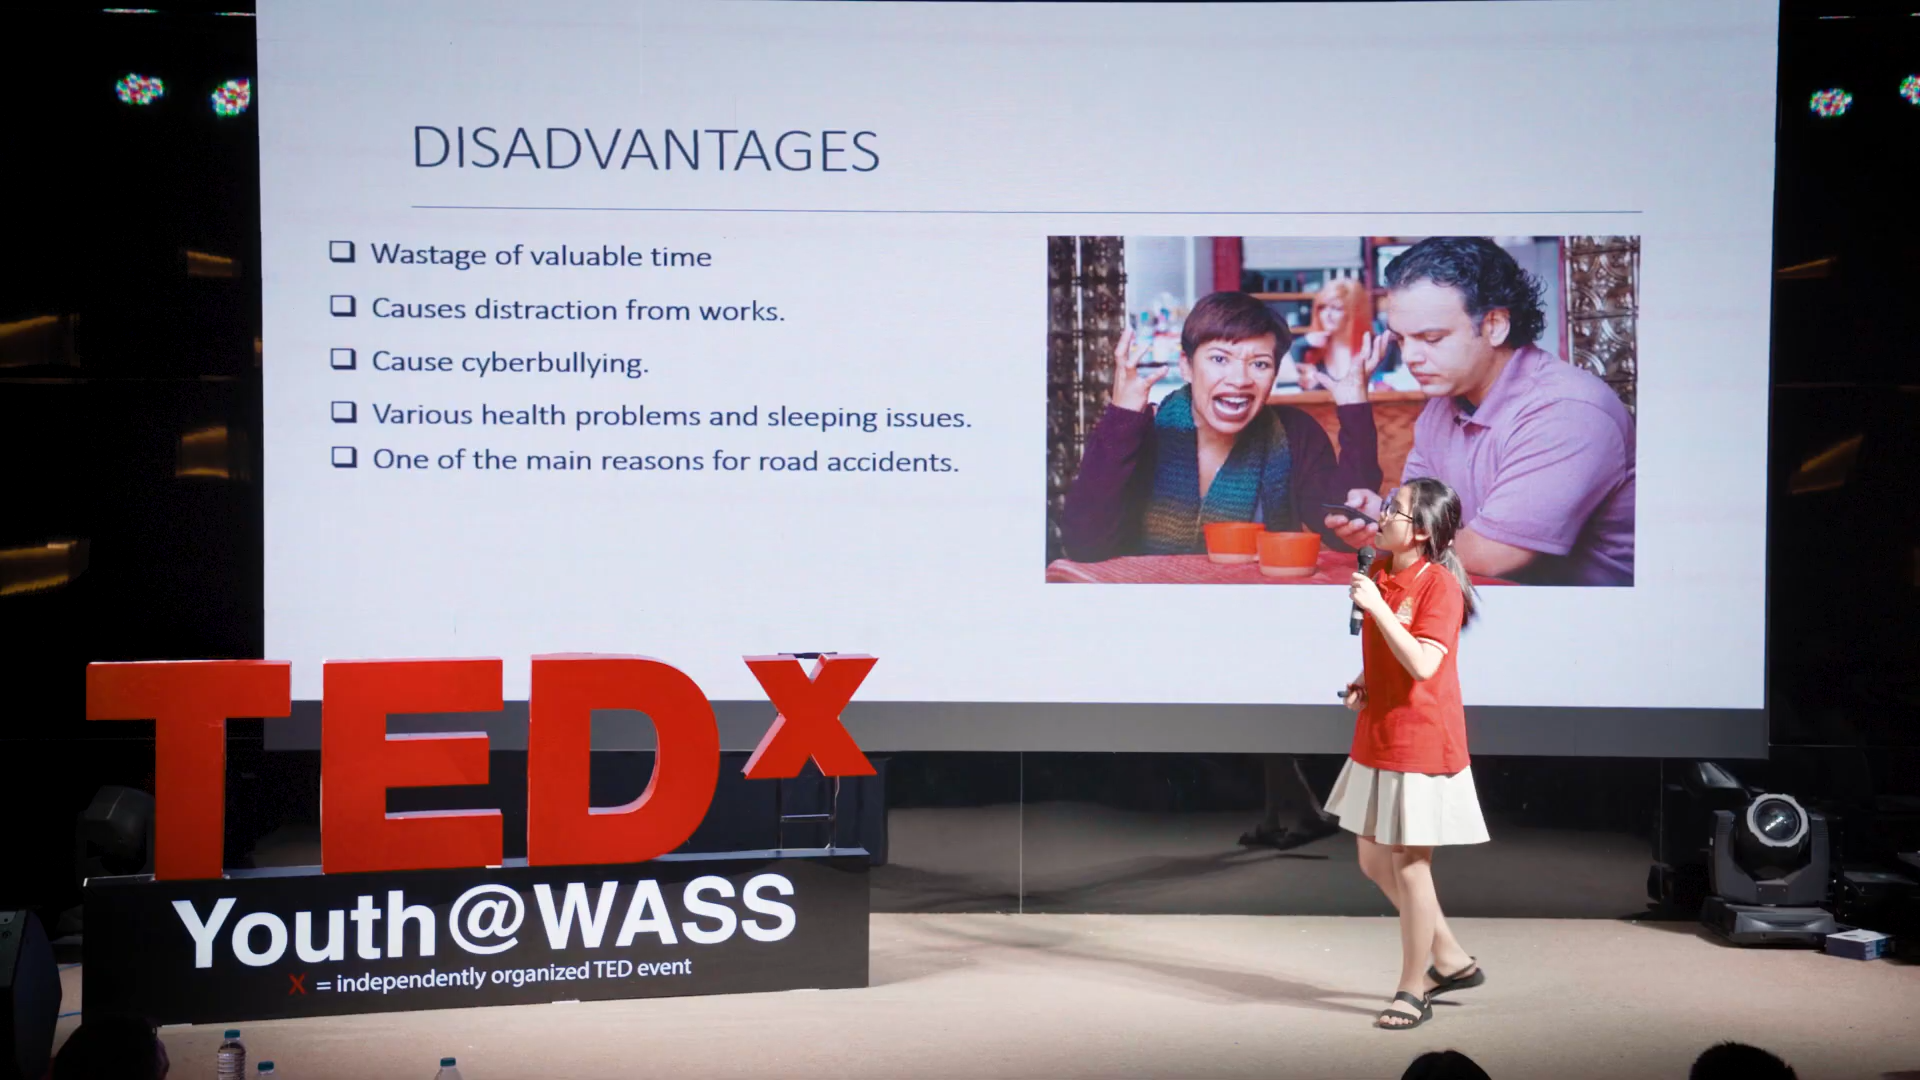 DISADVANTAGES
❑ Wastage of valuable time
❑ Causes distraction from works.
❑ Cause cyberbullying.
❑ Various health problems and sleeping issues.
❑ One of the main reasons for road accidents.
TEDx
Youth@WASS
X = independently organized TED event